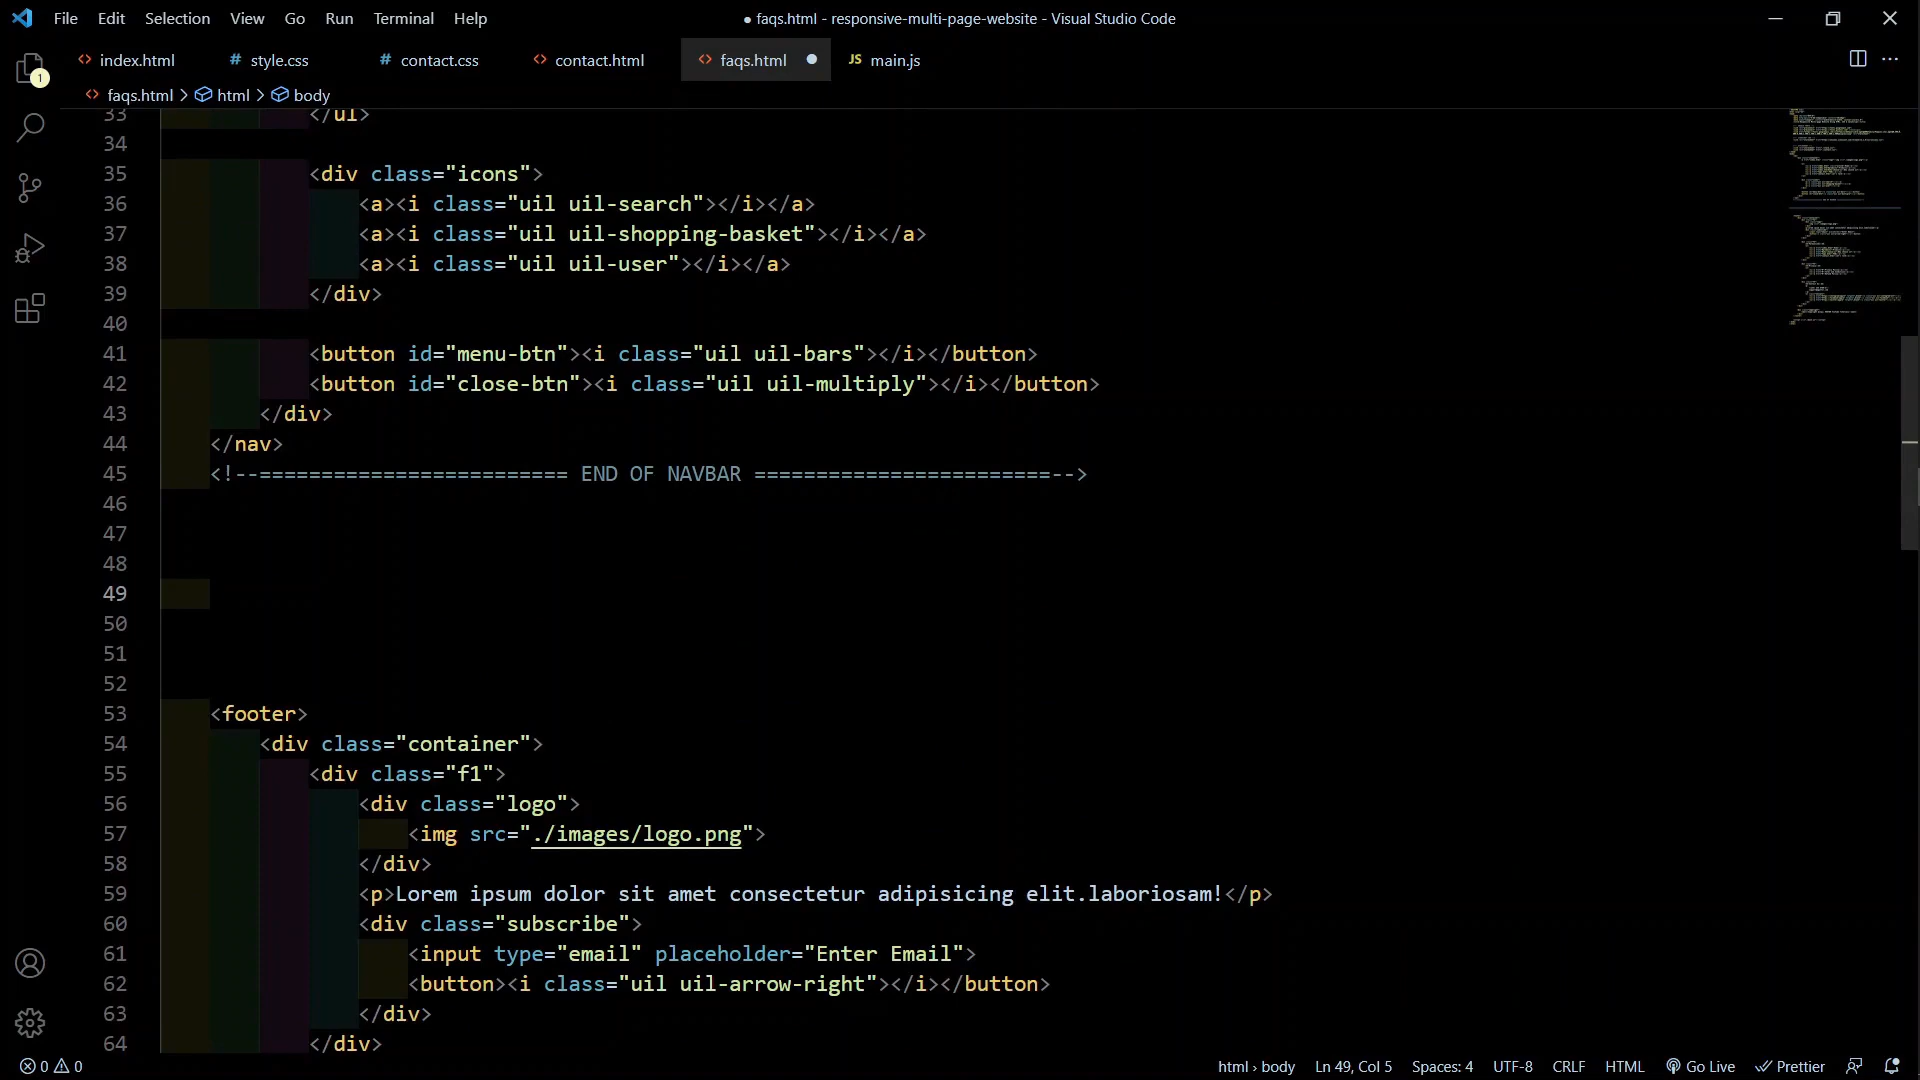 File Edit Selection View Go Run Terminal Help
● faqs.html - responsive-multi-page-website - Visual Studio Code
index.html # style.css # contact.css contact.html faqs.html JS main.js
faqs.html > html > body
1
33 </ul>
34
35 <div class="icons">
36 <a><i class="uil uil-search"></i></a>
37 <a><i class="uil uil-shopping-basket"></i></a>
38 <a><i class="uil uil-user"></i></a>
39 </div>
40
41 <button id="menu-btn"><i class="uil uil-bars"></i></button>
42 <button id="close-btn"><i class="uil uil-multiply"></i></button>
43 </div>
44 </nav>
45 <!--========================= END OF NAVBAR ========================-->
46
47
48
49
50
51
52
53 <footer>
54 <div class="container">
55 <div class="f1">
56 <div class="logo">
57 <img src="./images/logo.png">
58 </div>
59 <p>Lorem ipsum dolor sit amet consectetur adipisicing elit.laboriosam!</p>
60 <div class="subscribe">
61 <input type="email" placeholder="Enter Email">
62 <button><i class="uil uil-arrow-right"></i></button>
63 </div>
64 </div>
0 0 html › body Ln 49, Col 5 Spaces: 4 UTF-8 CRLF HTML Go Live Prettier